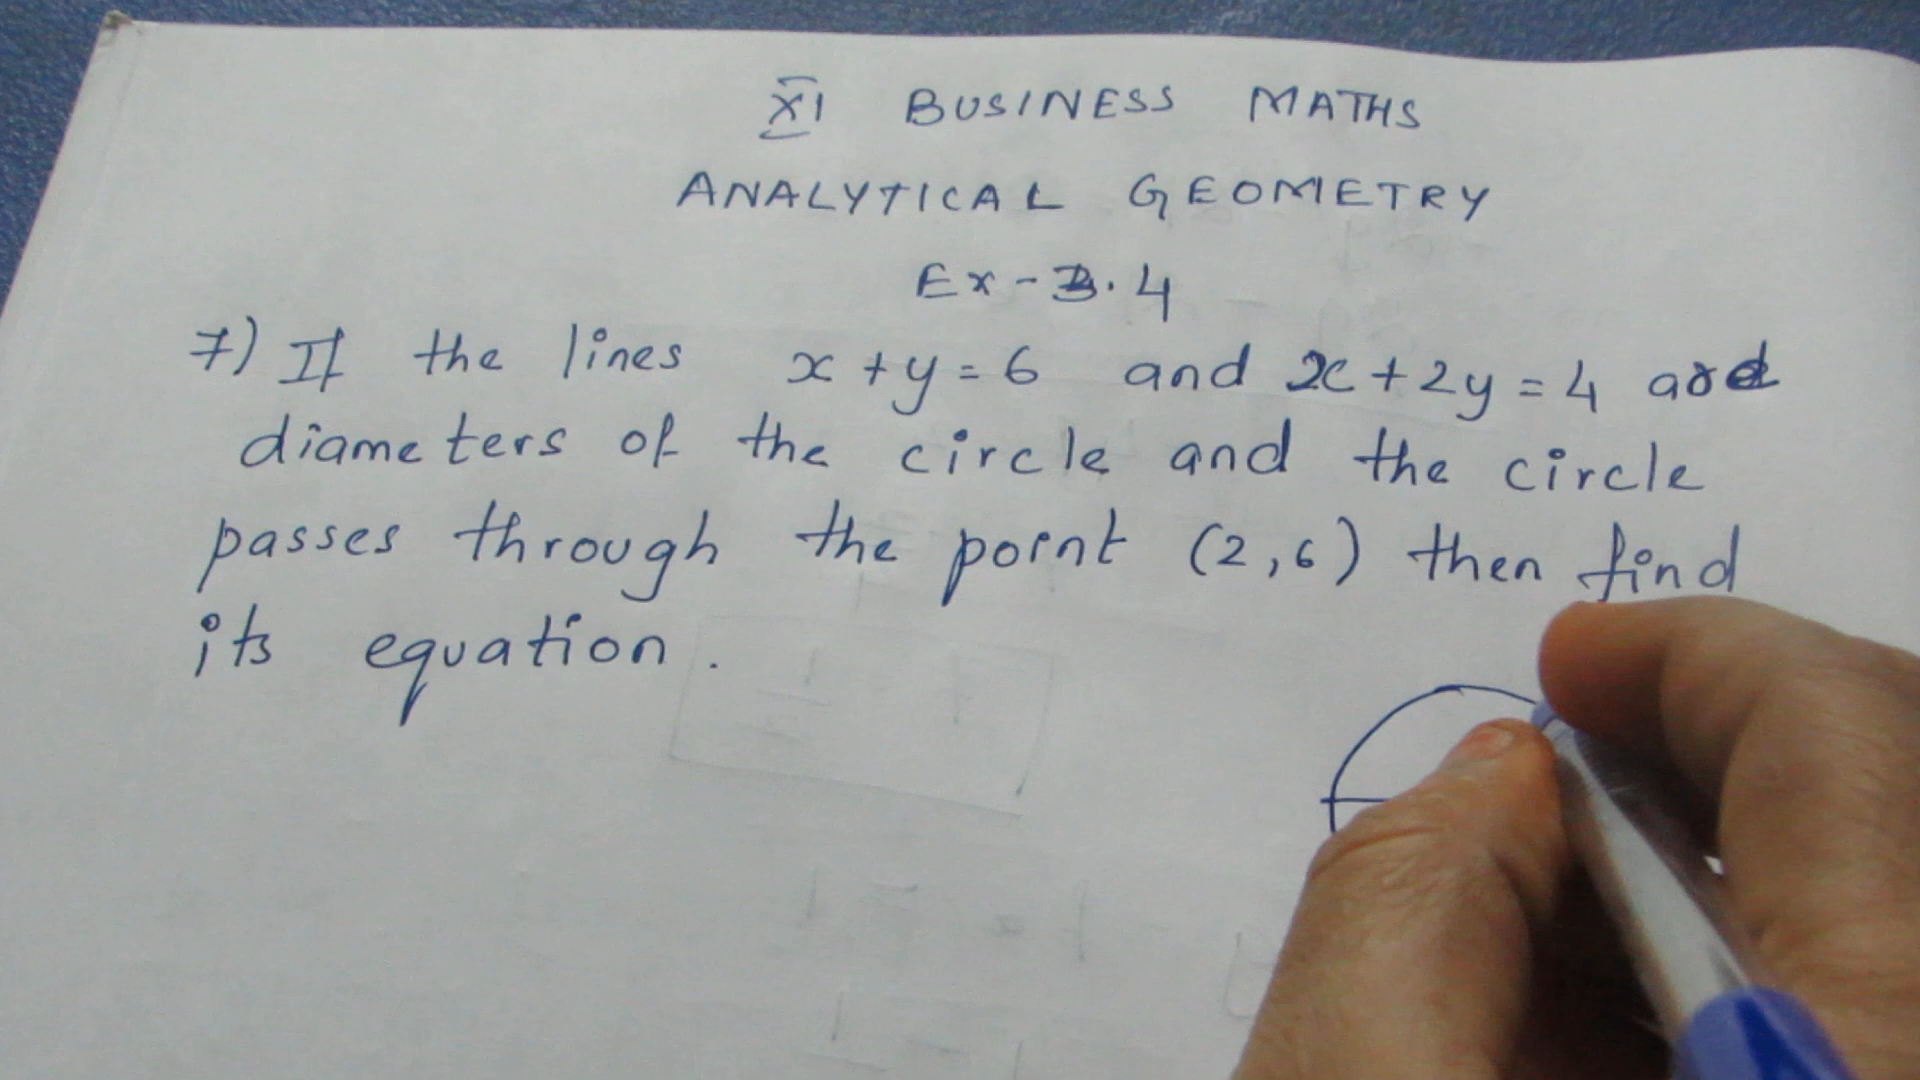 XI BUSINESS MATHS
ANALYTICAL GEOMETRY
Ex - 3.4
7) If the lines x + y = 6 and x + 2y = 4 are
diameters of the circle and the circle
passes through the point (2,6) then find
its equation.